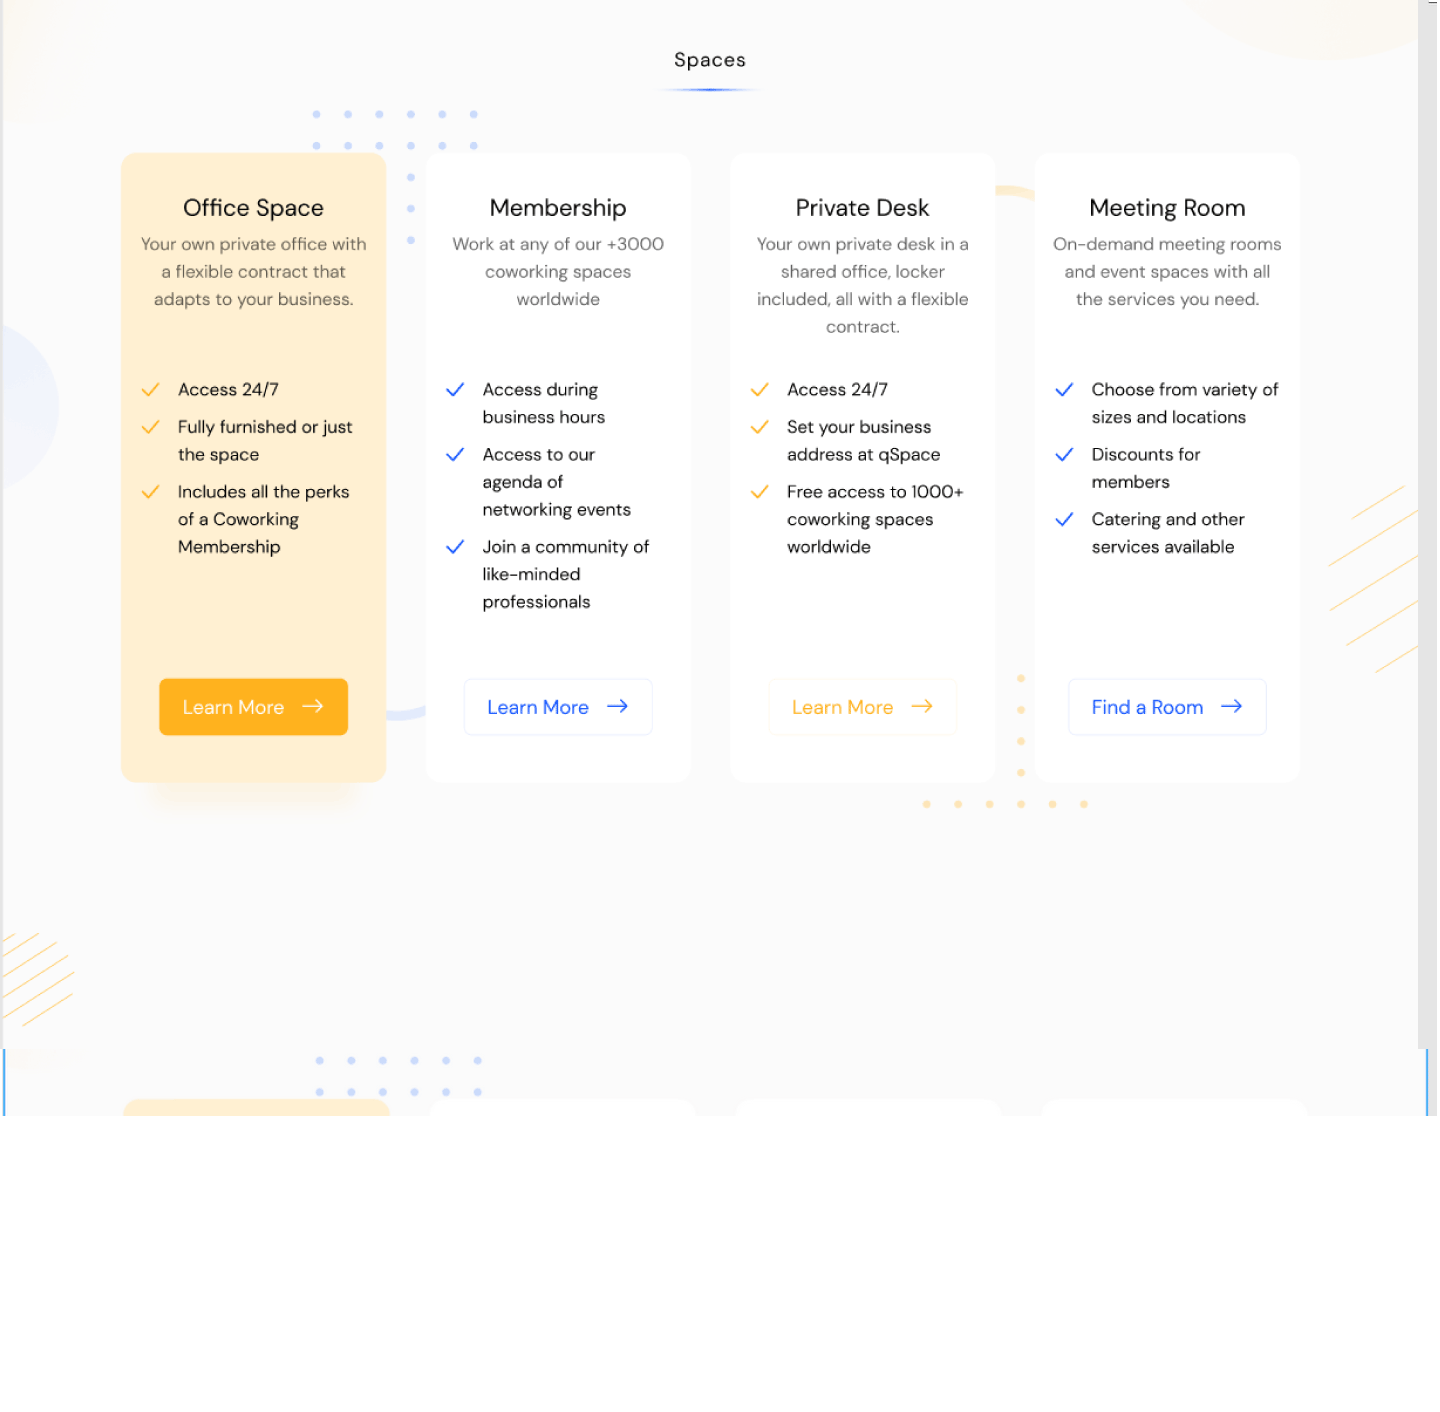 Spaces
Office Space
Your own private office with
a flexible contract that
adapts to your business.
Access 24/7
Fully furnished or just
the space
Includes all the perks
of a Coworking
Membership
Learn More
Membership
Work at any of our +3000
coworking spaces
worldwide
Access during
business hours
Access to our
agenda of
networking events
Join a community of
like-minded
professionals
Learn More
Private Desk
Your own private desk in a
shared office, locker
included, all with a flexible
contract.
Access 24/7
Set your business
address at qSpace
Free access to 1000+
coworking spaces
worldwide
Learn More
Meeting Room
On-demand meeting rooms
and event spaces with all
the services you need.
Choose from variety of
sizes and locations
Discounts for
members
Catering and other
services available
Find a Room